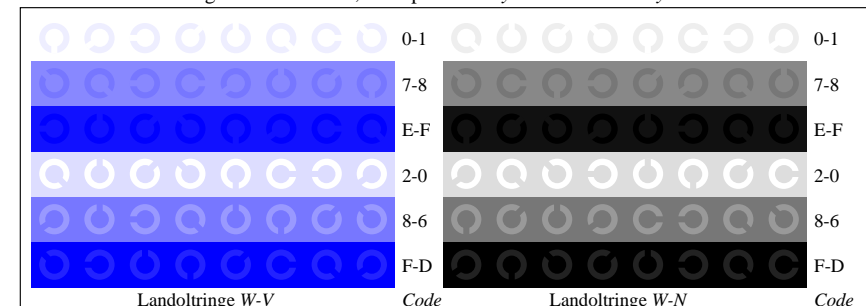 0-1 0-1
7-8 7-8
E-F E-F
2-0 2-0
8-6 8-6
F-D F-D
Landoltringe W-V Code Landoltringe W-N Code